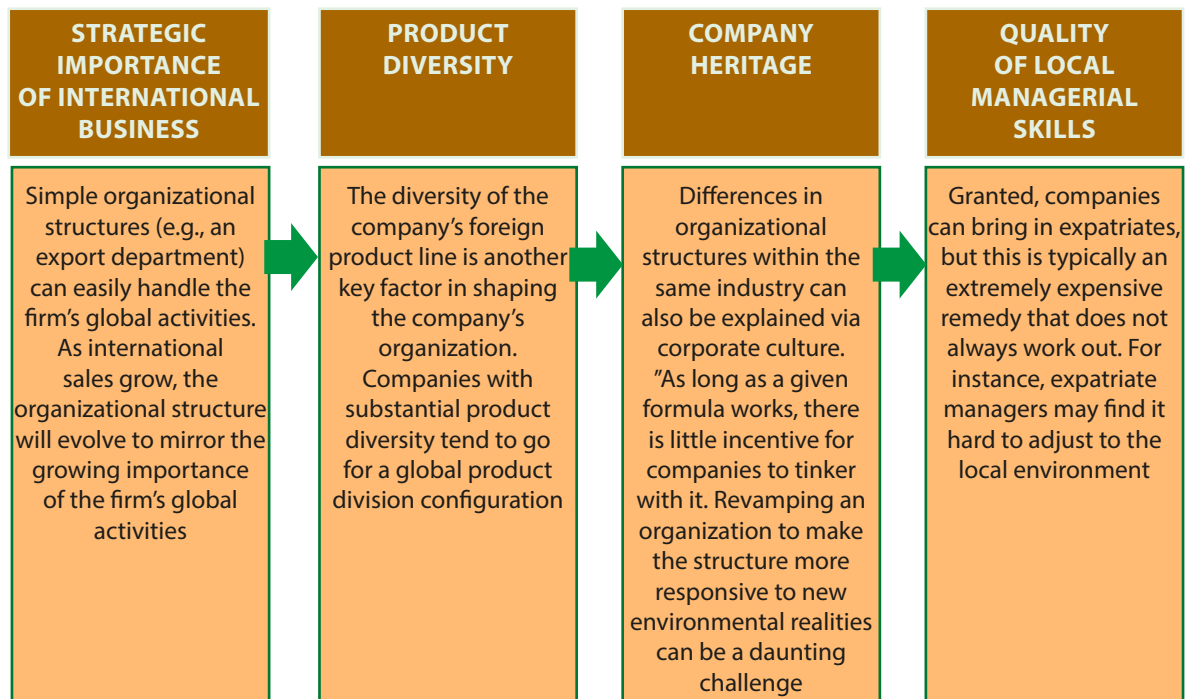 STRATEGIC
IMPORTANCE
OF INTERNATIONAL
BUSINESS
Simple organizational
structures (e.g., an
export department)
can easily handle the
firm's global activities.
As international
sales grow, the
organizational structure
will evolve to mirror the
growing importance
of the firm's global
activities
PRODUCT
DIVERSITY
The diversity of the
company's foreign
product line is another
key factor in shaping
the company's
organization.
Companies with
substantial product
diversity tend to go
for a global product
division configuration
COMPANY
HERITAGE
Differences in
organizational
structures within the
same industry can
also be explained via
corporate culture.
"As long as a given
formula works, there
is little incentive for
companies to tinker
with it. Revamping an
organization to make
the structure more
responsive to new
environmental realities
can be a daunting
challenge
QUALITY
OF LOCAL
MANAGERIAL
SKILLS
Granted, companies
can bring in expatriates,
but this is typically an
extremely expensive
remedy that does not
always work out. For
instance, expatriate
managers may find it
hard to adjust to the
local environment